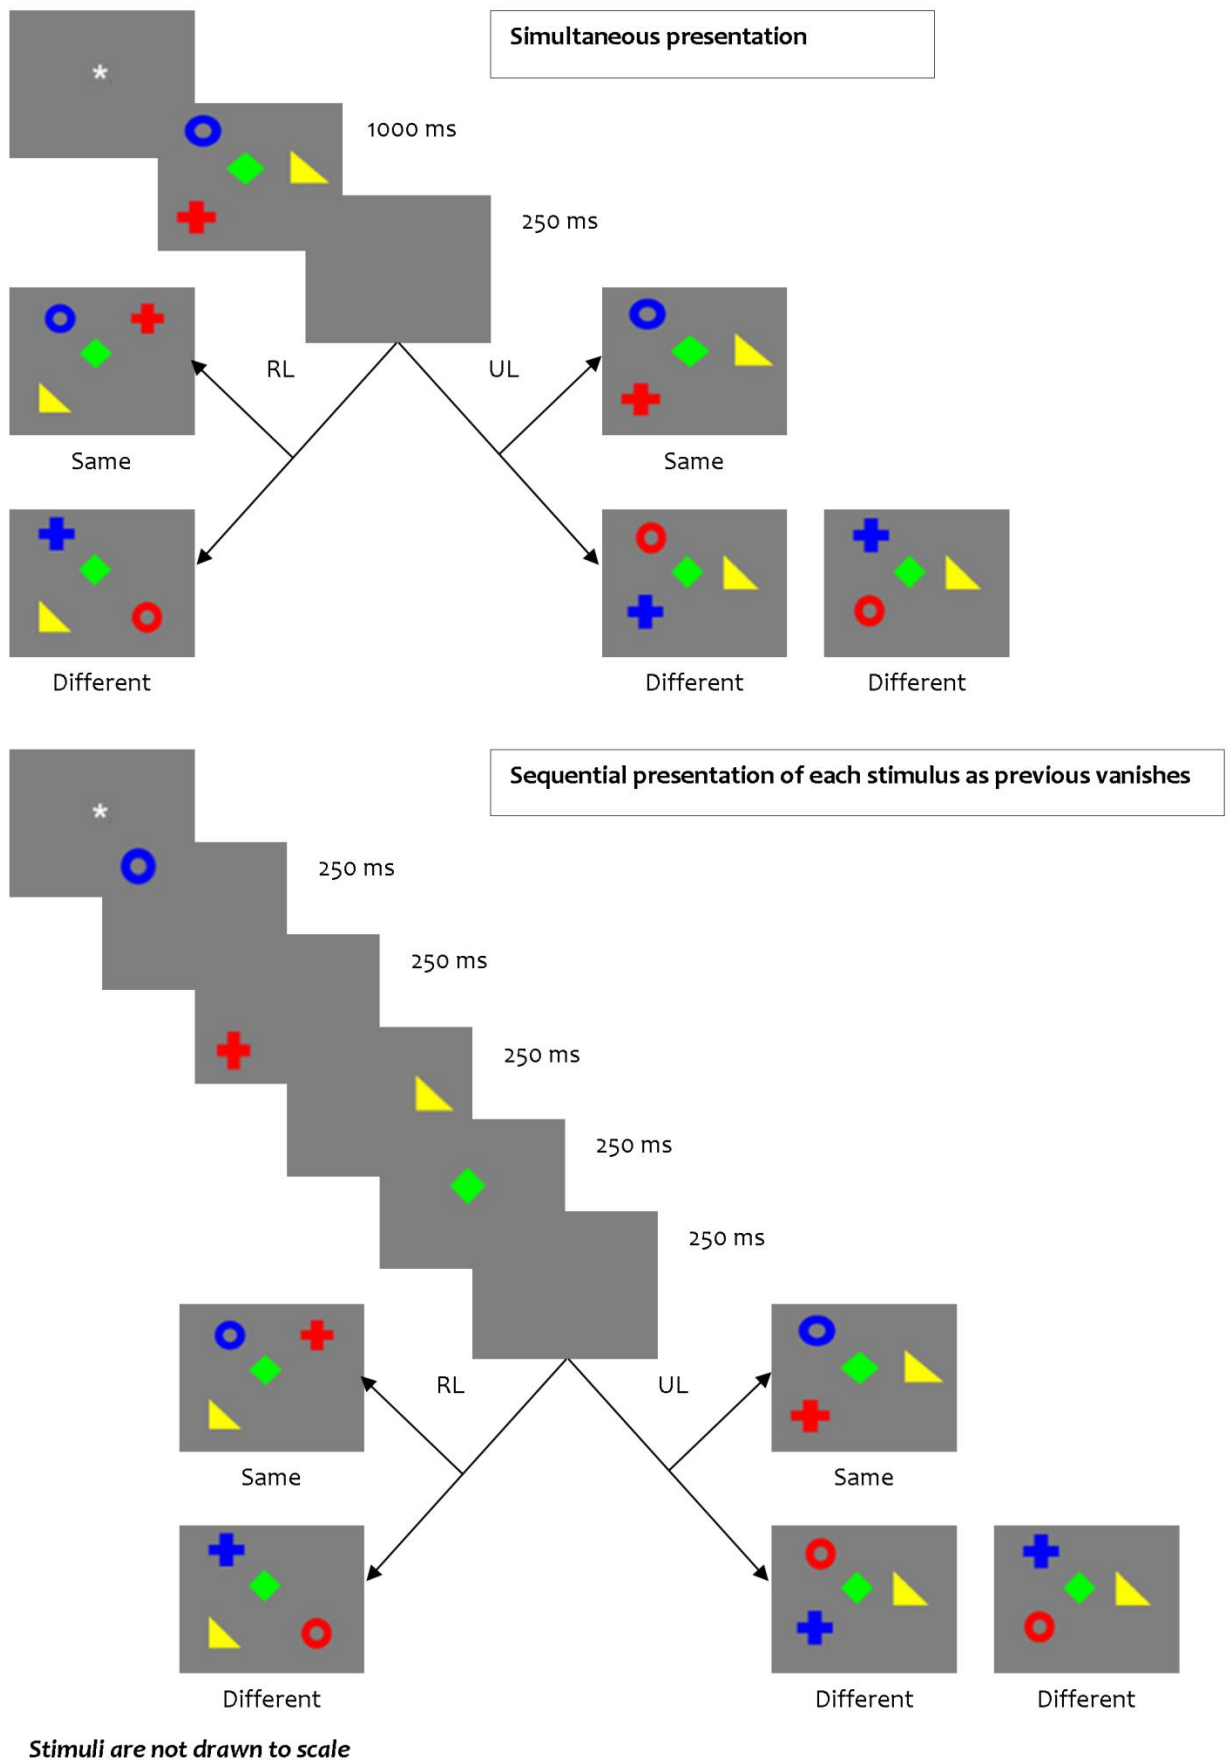 Simultaneous presentation
*
1000 ms
250 ms
RL
UL
Same
Same
Different
Different
Different
Sequential presentation of each stimulus as previous vanishes
*
250 ms
250 ms
250 ms
250 ms
250 ms
RL
UL
Same
Same
Different
Different
Different
Stimuli are not drawn to scale